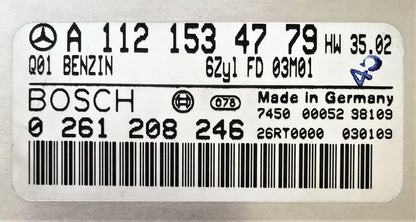 A 112 153 47 79 HW 35.02
Q01 BENZIN 6Zyl FD 03M01
43
BOSCH 078 Made in Germany
7450 00052 98109
0 261 208 246 26RT0000 030109